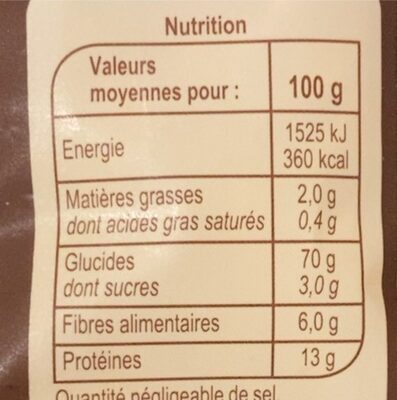 Nutrition
Valeurs
moyennes pour : 100 g
Energie 1525 kJ
360 kcal
Matières grasses 2,0 g
dont acides gras saturés 0,4 g
Glucides 70 g
dont sucres 3,0 g
Fibres alimentaires 6,0 g
Protéines 13 g
Quantité négligeable de sel